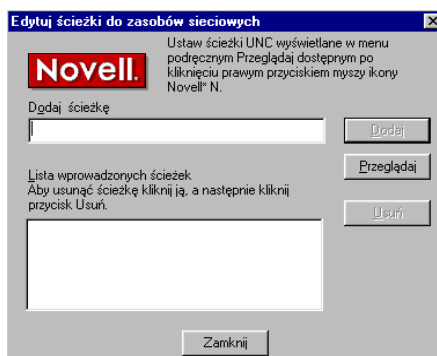 Edytuj ścieżki do zasobów sieciowych
Novell.
Ustaw ścieżki UNC wyświetlane w menu
podręcznym Przeglądaj dostępnym po
kliknięciu prawym przyciskiem myszy ikony
Novell* N.
Dodaj ścieżkę
Dodaj
Przeglądaj
Lista wprowadzonych ścieżek
Aby usunąć ścieżkę kliknij ją, a następnie kliknij
przycisk Usuń.
Usuń
Zamknij